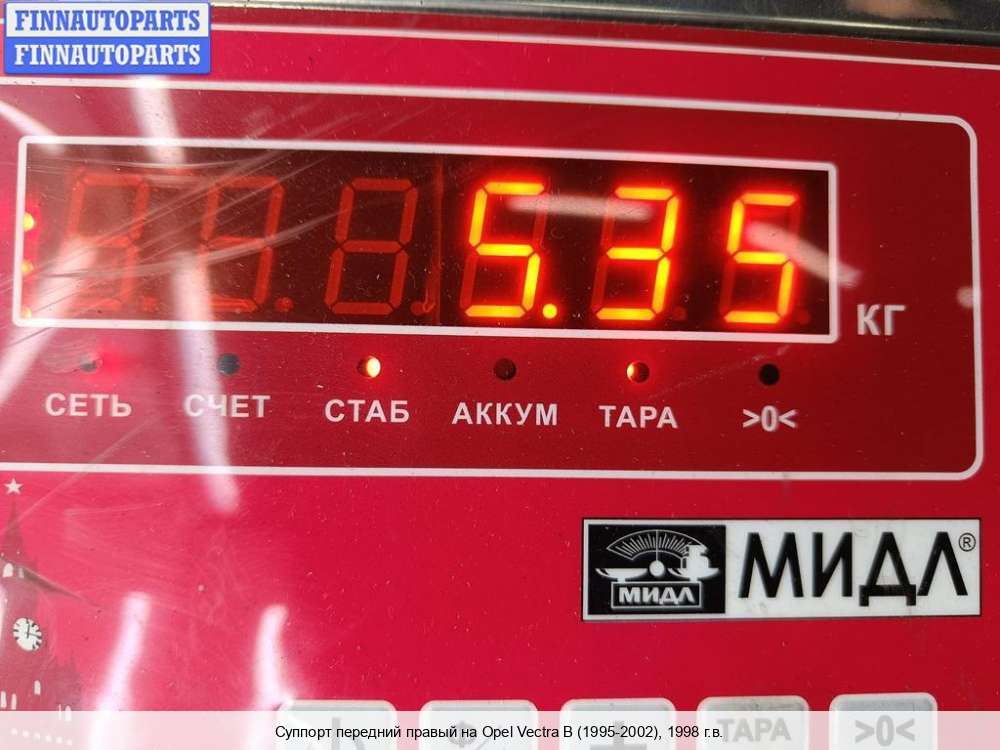 FINNAUTOPARTS
FINNAUTOPARTS
5.35
КГ
СЕТЬ СЧЕТ СТАБ АККУМ ТАРА >0<
МИДЛ
МИДЛ®
ТАРА >0<
Суппорт передний правый на Opel Vectra B (1995-2002), 1998 г.в.